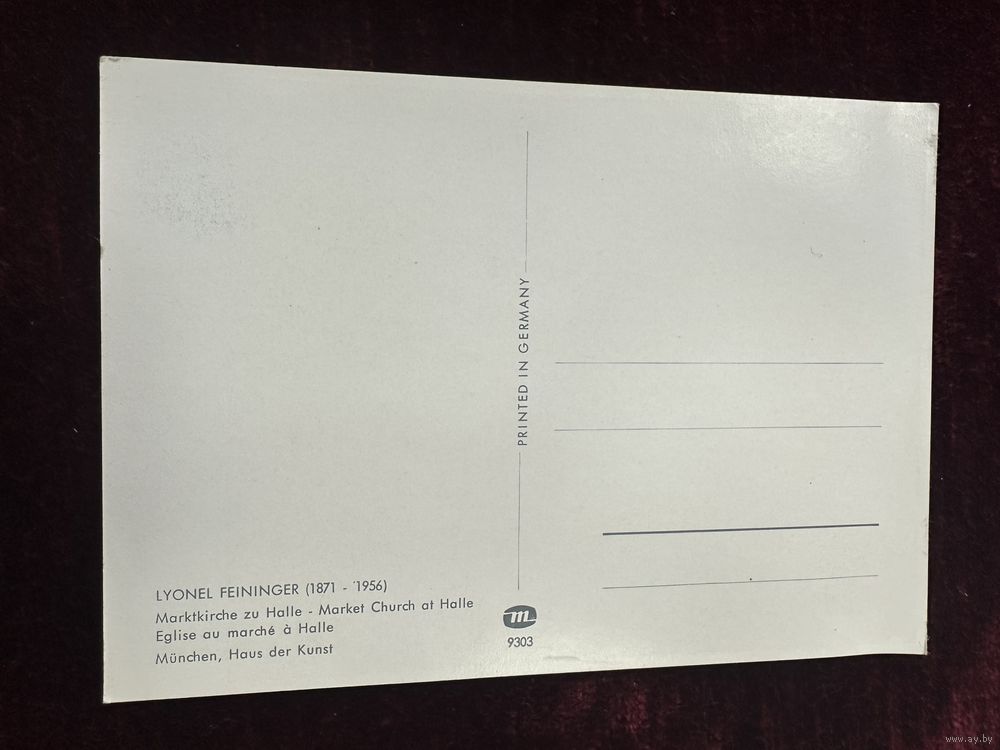 LYONEL FEININGER (1871 - 1956)
Marktkirche zu Halle - Market Church at Halle
Eglise au marché à Halle
München, Haus der Kunst
PRINTED IN GERMANY
m
9303
www.ay.by